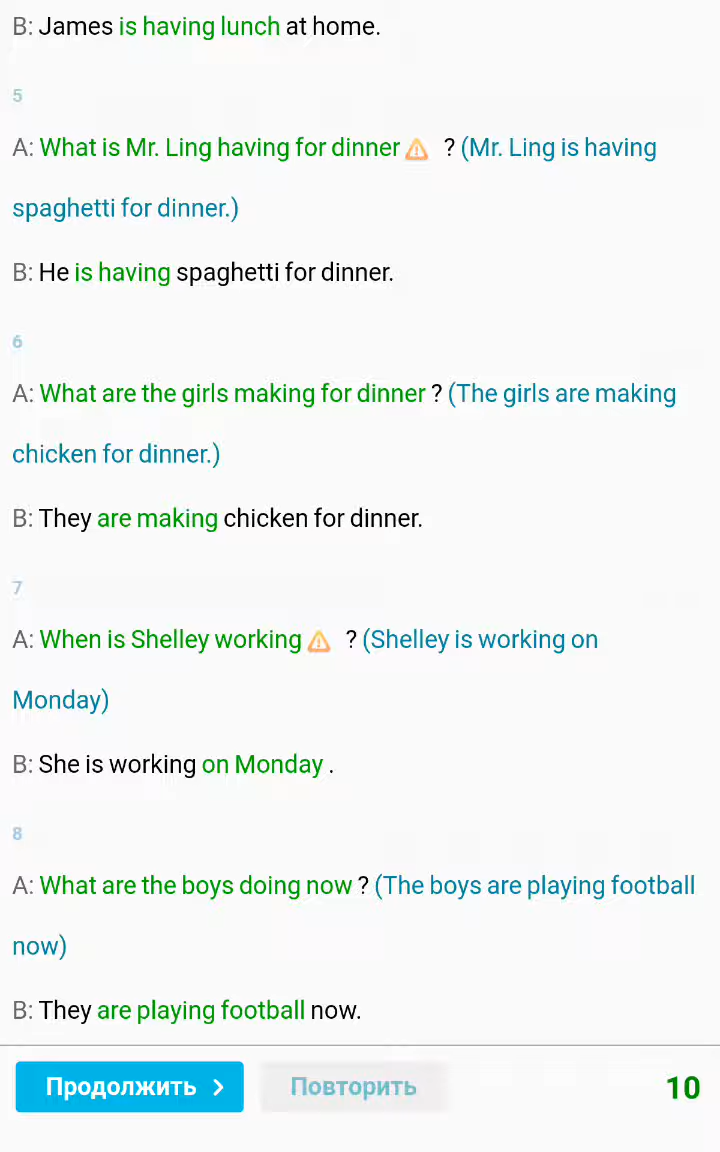 B: James is having lunch at home.
5
A: What is Mr. Ling having for dinner ? (Mr. Ling is having
spaghetti for dinner.)
B: He is having spaghetti for dinner.
6
A: What are the girls making for dinner ? (The girls are making
chicken for dinner.)
B: They are making chicken for dinner.
7
A: When is Shelley working ? (Shelley is working on
Monday)
B: She is working on Monday .
8
A: What are the boys doing now ? (The boys are playing football
now)
B: They are playing football now.
Продолжить Повторить 10